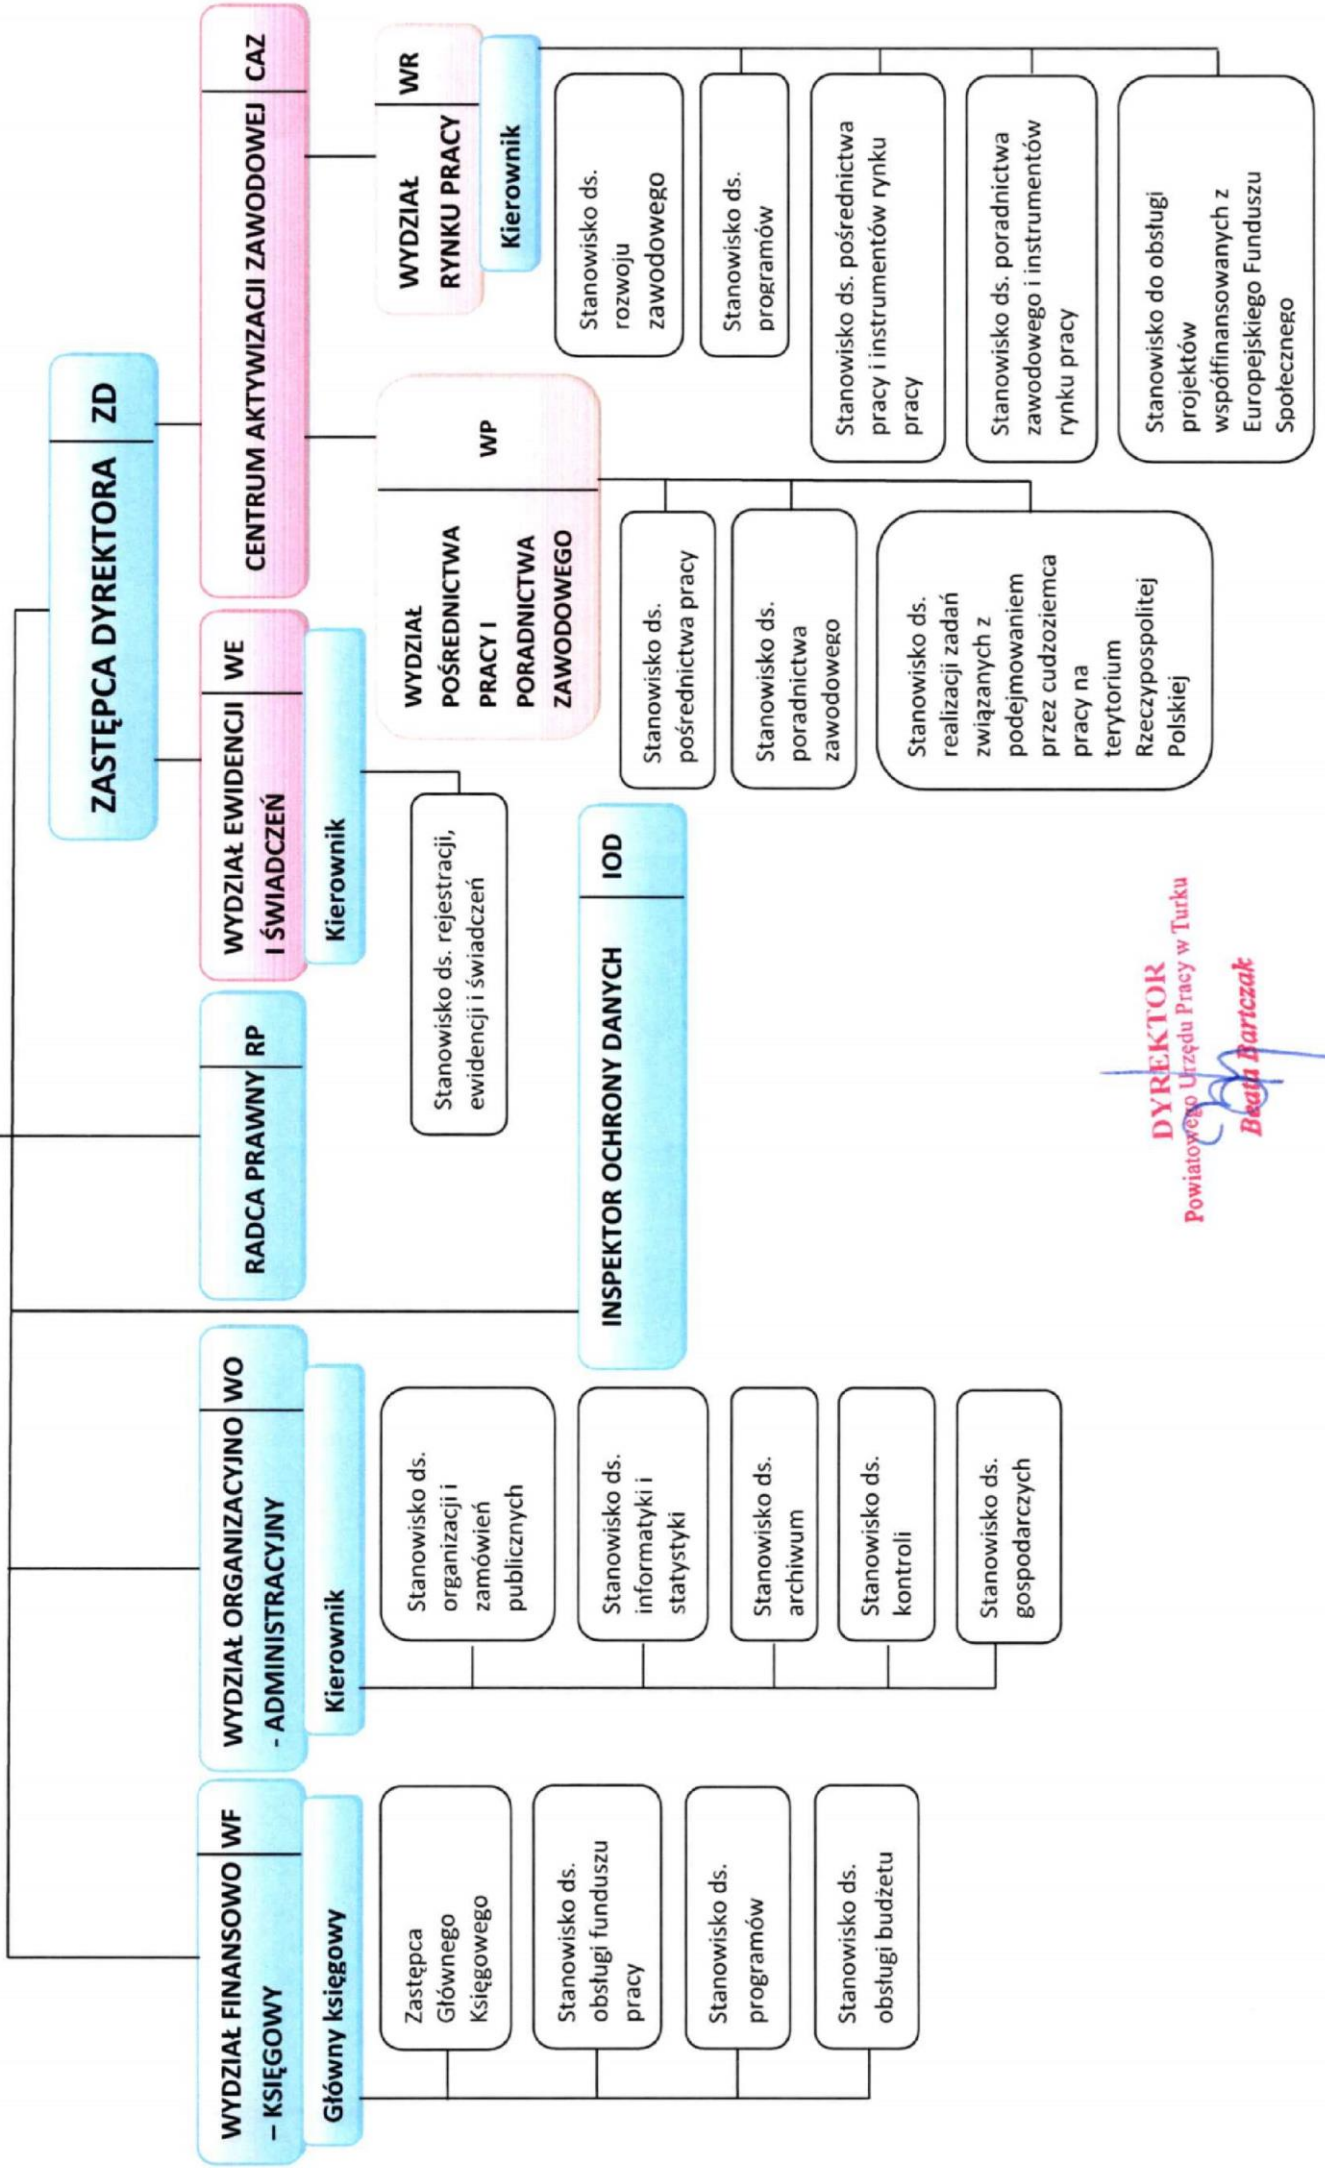 ZASTĘPCA DYREKTORA ZD
WYDZIAŁ FINANSOWO WF
– KSIĘGOWY
Główny księgowy
Zastępca
Głównego
Księgowego
Stanowisko ds.
obsługi funduszu
pracy
Stanowisko ds.
programów
Stanowisko ds.
obsługi budżetu
WYDZIAŁ ORGANIZACYJNO WO
- ADMINISTRACYJNY
Kierownik
Stanowisko ds.
organizacji i
zamówień
publicznych
Stanowisko ds.
informatyki i
statystyki
Stanowisko ds.
archiwum
Stanowisko ds.
kontroli
Stanowisko ds.
gospodarczych
RADCA PRAWNY RP
INSPEKTOR OCHRONY DANYCH IOD
WYDZIAŁ EWIDENCJI WE
I ŚWIADCZEŃ
Kierownik
Stanowisko ds. rejestracji,
ewidencji i świadczeń
CENTRUM AKTYWIZACJI ZAWODOWEJ CAZ
WYDZIAŁ
POŚREDNICTWA
PRACY I
PORADNICTWA
ZAWODOWEGO
WP
Stanowisko ds.
pośrednictwa pracy
Stanowisko ds.
poradnictwa
zawodowego
Stanowisko ds.
realizacji zadań
związanych z
podejmowaniem
przez cudzoziemca
pracy na
terytorium
Rzeczypospolitej
Polskiej
WYDZIAŁ WR
RYNKU PRACY
Kierownik
Stanowisko ds.
rozwoju
zawodowego
Stanowisko ds.
programów
Stanowisko ds. pośrednictwa
pracy i instrumentów rynku
pracy
Stanowisko ds. poradnictwa
zawodowego i instrumentów
rynku pracy
Stanowisko do obsługi
projektów
współfinansowanych z
Europejskiego Funduszu
Społecznego
DYREKTOR
Powiatowego Urzędu Pracy w Turku
Beata Bartczak